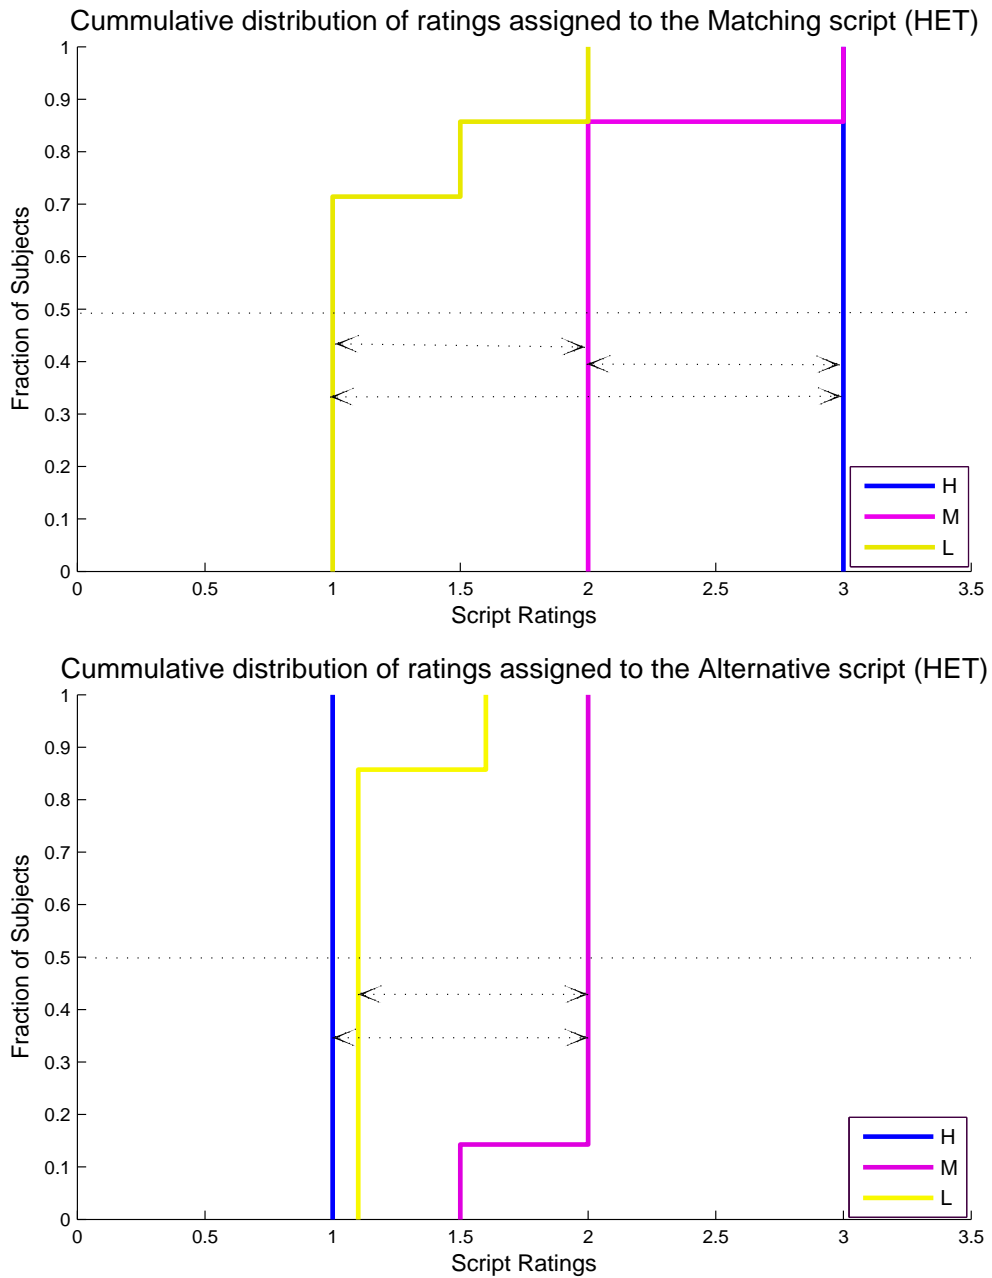 Cummulative distribution of ratings assigned to the Matching script (HET)
1
0.9
0.8
0.7
0.6
0.5
0.4
0.3
0.2
0.1
0
Fraction of Subjects
0 0.5 1 1.5 2 2.5 3 3.5
Script Ratings
H
M
L
Cummulative distribution of ratings assigned to the Alternative script (HET)
1
0.9
0.8
0.7
0.6
0.5
0.4
0.3
0.2
0.1
0
Fraction of Subjects
0 0.5 1 1.5 2 2.5 3 3.5
Script Ratings
H
M
L